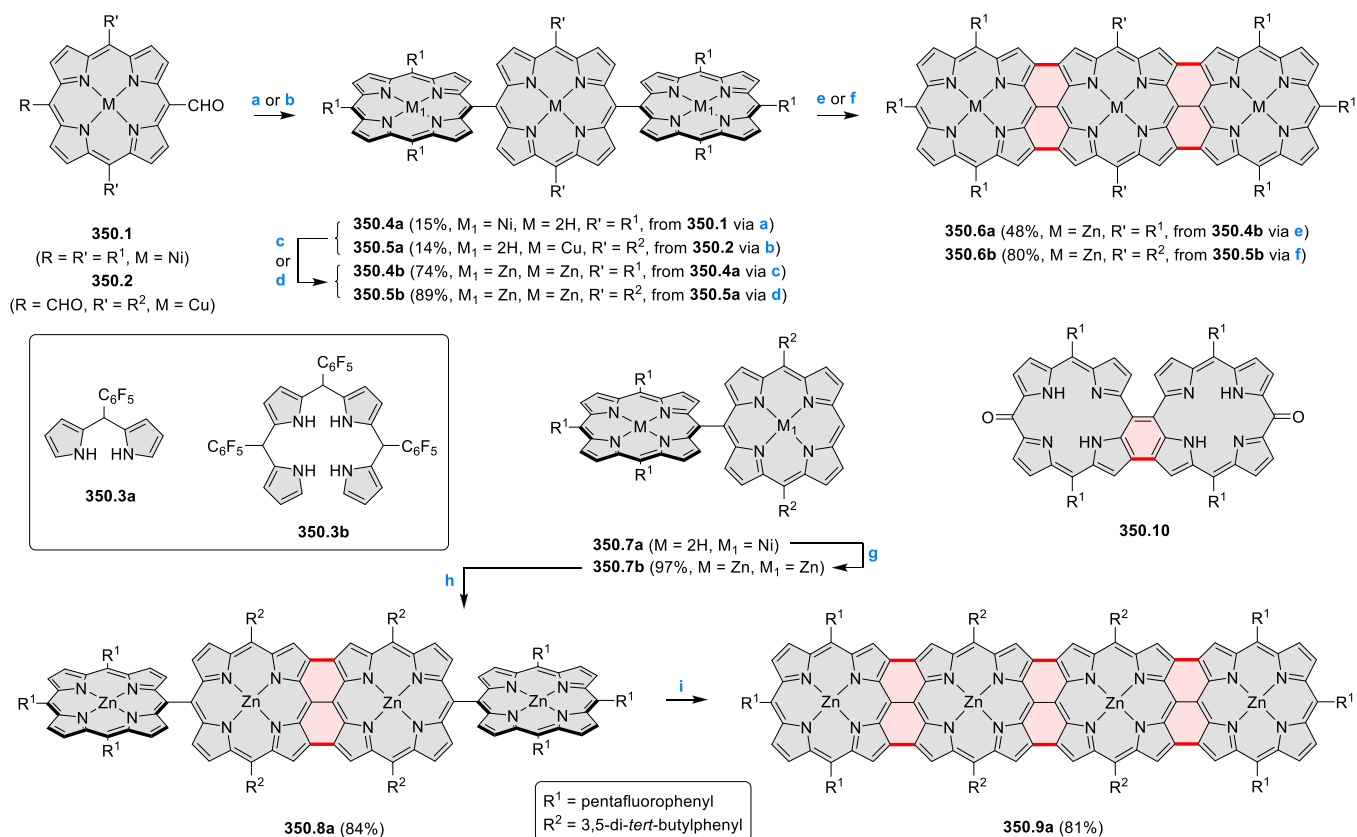 R'
R
N
N
N
N
M
CHO
R'
350.1
(R = R' = R¹, M = Ni)
350.2
(R = CHO, R' = R², M = Cu)
a or b
R¹
R¹
N
N
N
N
M₁
R¹
R'
N
N
N
N
M
R'
R¹
N
N
N
N
M₁
R¹
R¹
350.4a (15%, M₁ = Ni, M = 2H, R' = R¹, from 350.1 via a)
350.5a (14%, M₁ = 2H, M = Cu, R' = R², from 350.2 via b)
350.4b (74%, M₁ = Zn, M = Zn, R' = R¹, from 350.4a via c)
350.5b (89%, M₁ = Zn, M = Zn, R' = R², from 350.5a via d)
c
or
d
e or f
R¹
R'
R¹
R¹
N
N
N
N
M
N
N
N
N
M
N
N
N
N
M
R¹
R¹
R'
R¹
350.6a (48%, M = Zn, R' = R¹, from 350.4b via e)
350.6b (80%, M = Zn, R' = R², from 350.5b via f)
C₆F₅
NH
HN
350.3a
C₆F₅
NH
HN
C₆F₅
C₆F₅
NH
HN
350.3b
R¹
R¹
N
N
N
N
M
R¹
R²
N
N
N
N
M₁
R²
350.7a (M = 2H, M₁ = Ni)
350.7b (97%, M = Zn, M₁ = Zn)
g
h
R¹
R¹
NH
N
N
NH
O
O
N
HN
NH
N
R¹
R¹
350.10
R¹
R²
R²
R¹
R¹
N
N
N
N
Zn
N
N
N
N
Zn
N
N
N
N
Zn
N
N
N
N
Zn
R¹
R¹
R²
R²
R¹
350.8a (84%)
i
R¹
R²
R²
R¹
R¹
N
N
N
N
Zn
N
N
N
N
Zn
N
N
N
N
Zn
N
N
N
N
Zn
R¹
R¹
R²
R²
R¹
350.9a (81%)
R¹ = pentafluorophenyl
R² = 3,5-di-tert-butylphenyl